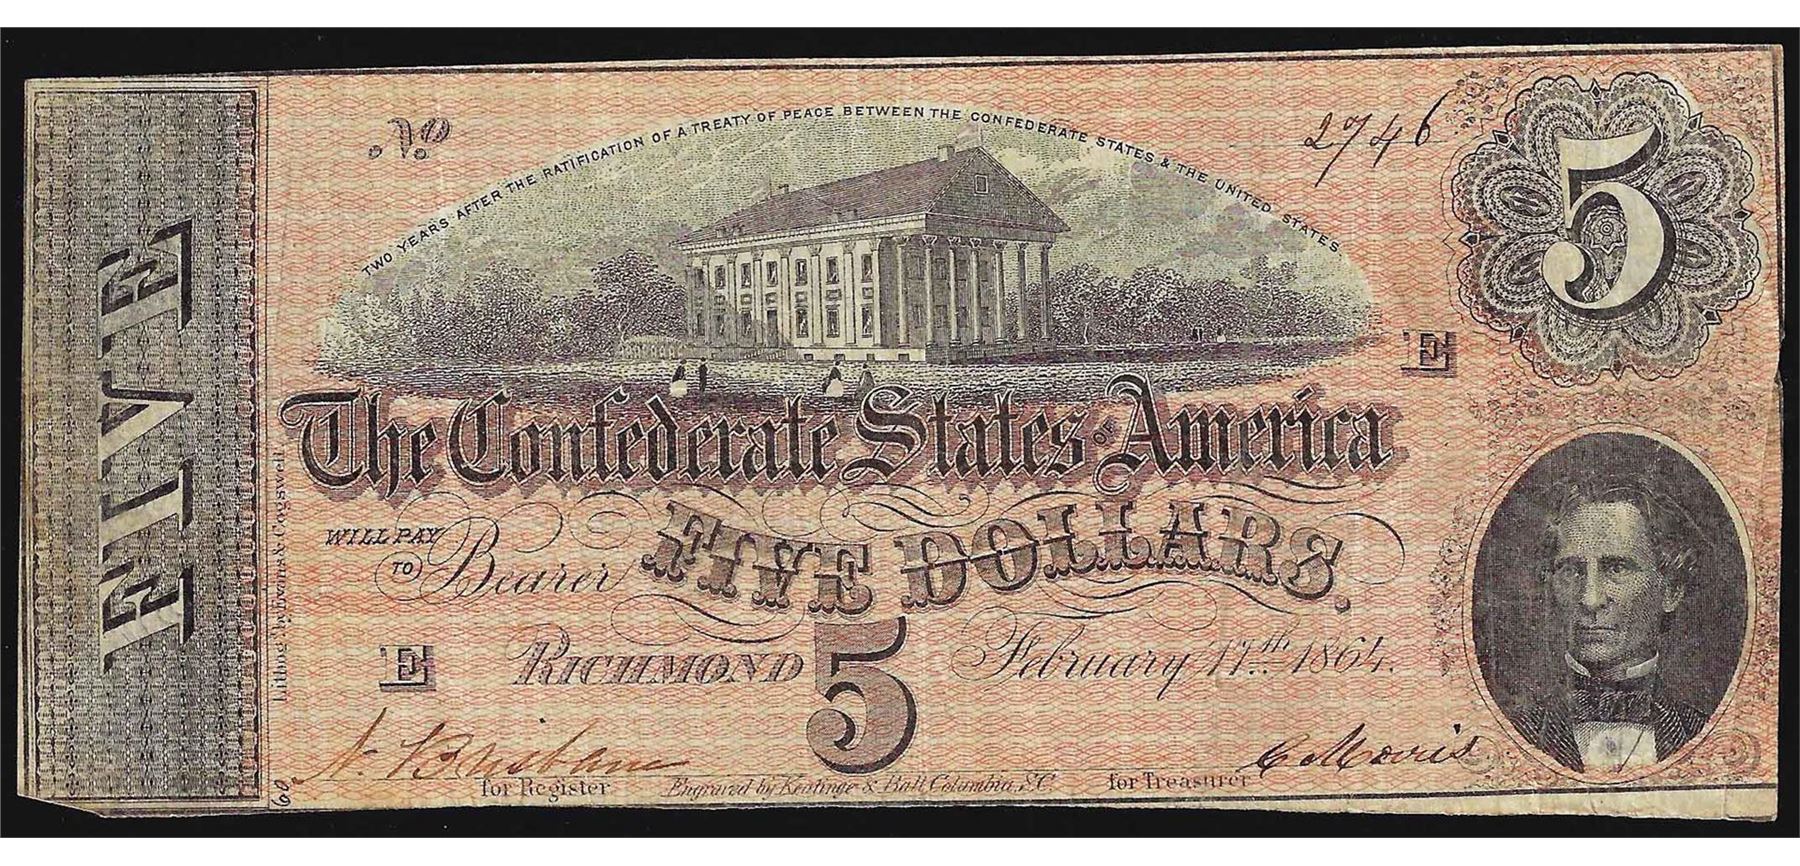 FIVE
No.
2746
5
TWO YEARS AFTER THE RATIFICATION OF A TREATY OF PEACE BETWEEN THE CONFEDERATE STATES & THE UNITED STATES
E
The Confederate States OF America
WILL PAY
TO Bearer FIVE DOLLARS.
E
RICHMOND 5 February 17th 1864.
Lithog'd by Evans & Cogswell
60
for Register
Engraved by Keatinge & Ball, Columbia, S.C.
for Treasurer C Morris